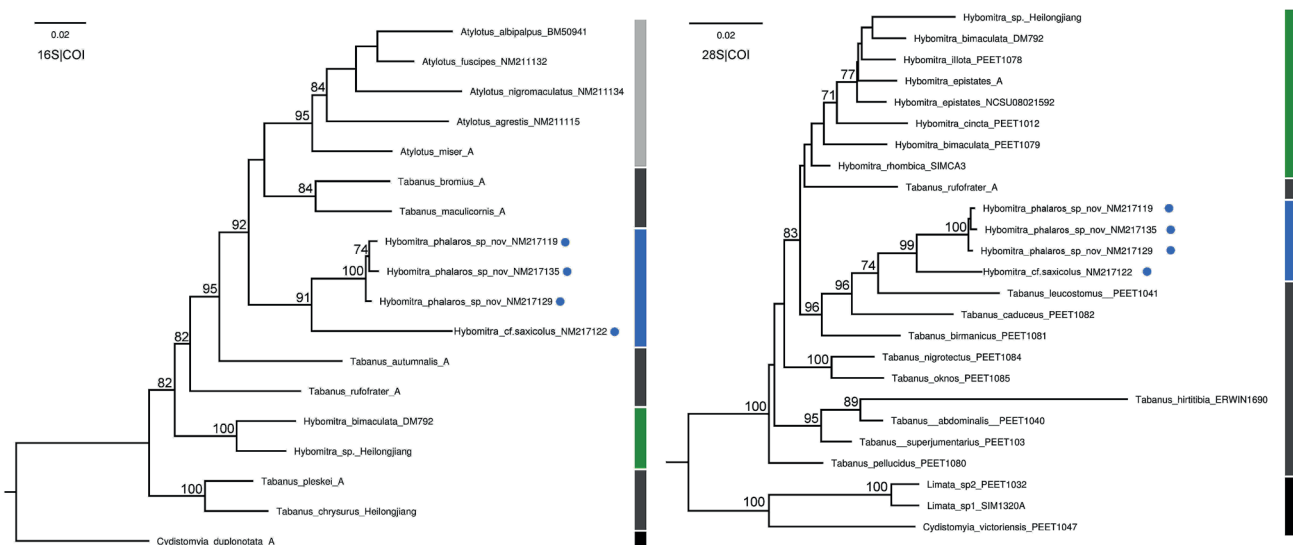 0.02
16S|COI
Atylotus_albipalpus_BM50941
Atylotus_fuscipes_NM211132
84
Atylotus_nigromaculatus_NM211134
95
Atylotus_agrestis_NM211115
Atylotus_miser_A
Tabanus_bromius_A
84
Tabanus_maculicornis_A
92
Hybomitra_phalaros_sp_nov_NM217119
74
100
Hybomitra_phalaros_sp_nov_NM217135
91
Hybomitra_phalaros_sp_nov_NM217129
95
Hybomitra_cf.saxicolus_NM217122
82
Tabanus_autumnalis_A
82
Tabanus_rufofrater_A
Hybomitra_bimaculata_DM792
100
Hybomitra_sp._Heilongjiang
Tabanus_pleskei_A
100
Tabanus_chrysurus_Heilongjiang
Cydistomyia_duplonotata_A
0.02
28S|COI
Hybomitra_sp._Heilongjiang
Hybomitra_bimaculata_DM792
Hybomitra_illota_PEET1078
77
Hybomitra_epistates_A
71
Hybomitra_epistates_NCSU08021592
Hybomitra_cincta_PEET1012
Hybomitra_bimaculata_PEET1079
Hybomitra_rhombica_SIMCA3
Tabanus_rufofrater_A
Hybomitra_phalaros_sp_nov_NM217119
83
100
Hybomitra_phalaros_sp_nov_NM217135
99
Hybomitra_phalaros_sp_nov_NM217129
74
Hybomitra_cf.saxicolus_NM217122
96
Tabanus_leucostomus__PEET1041
96
Tabanus_caduceus_PEET1082
Tabanus_birmanicus_PEET1081
100
Tabanus_nigrotectus_PEET1084
Tabanus_oknos_PEET1085
89
Tabanus_hirtitibia_ERWIN1690
100
95
Tabanus__abdominalis__PEET1040
Tabanus__superjumentarius_PEET103
Tabanus_pellucidus_PEET1080
100
Limata_sp2_PEET1032
100
Limata_sp1_SIM1320A
Cydistomyia_victoriensis_PEET1047